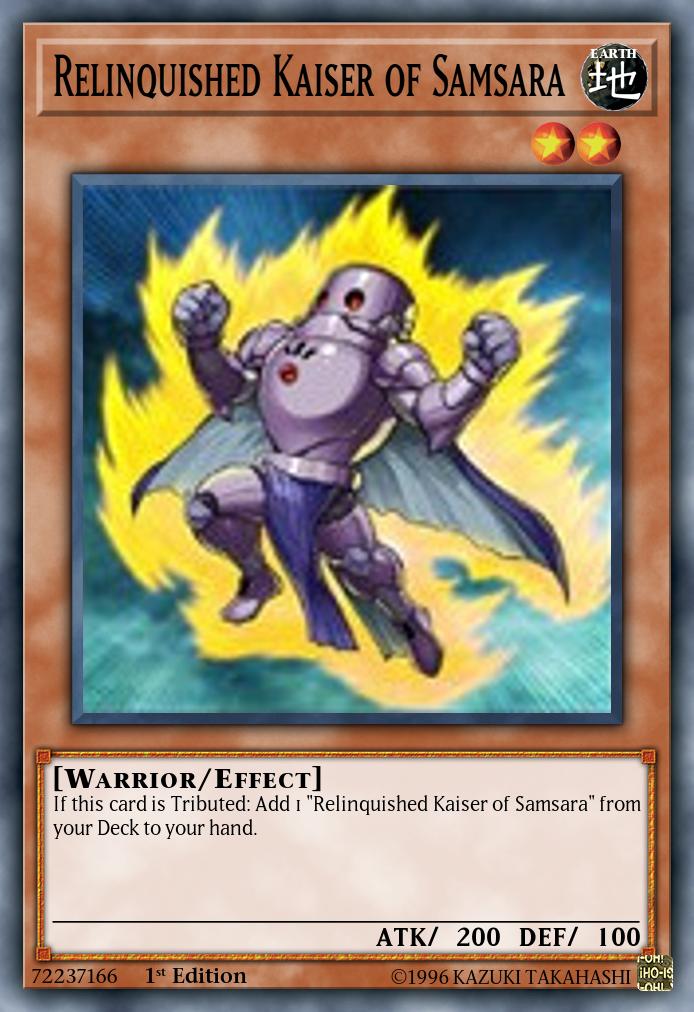 Relinquished Kaiser of Samsara
EARTH
地
[Warrior/Effect]
If this card is Tributed: Add 1 "Relinquished Kaiser of Samsara" from
your Deck to your hand.
ATK/ 200 DEF/ 100
72237166 1st Edition ©1996 KAZUKI TAKAHASHI